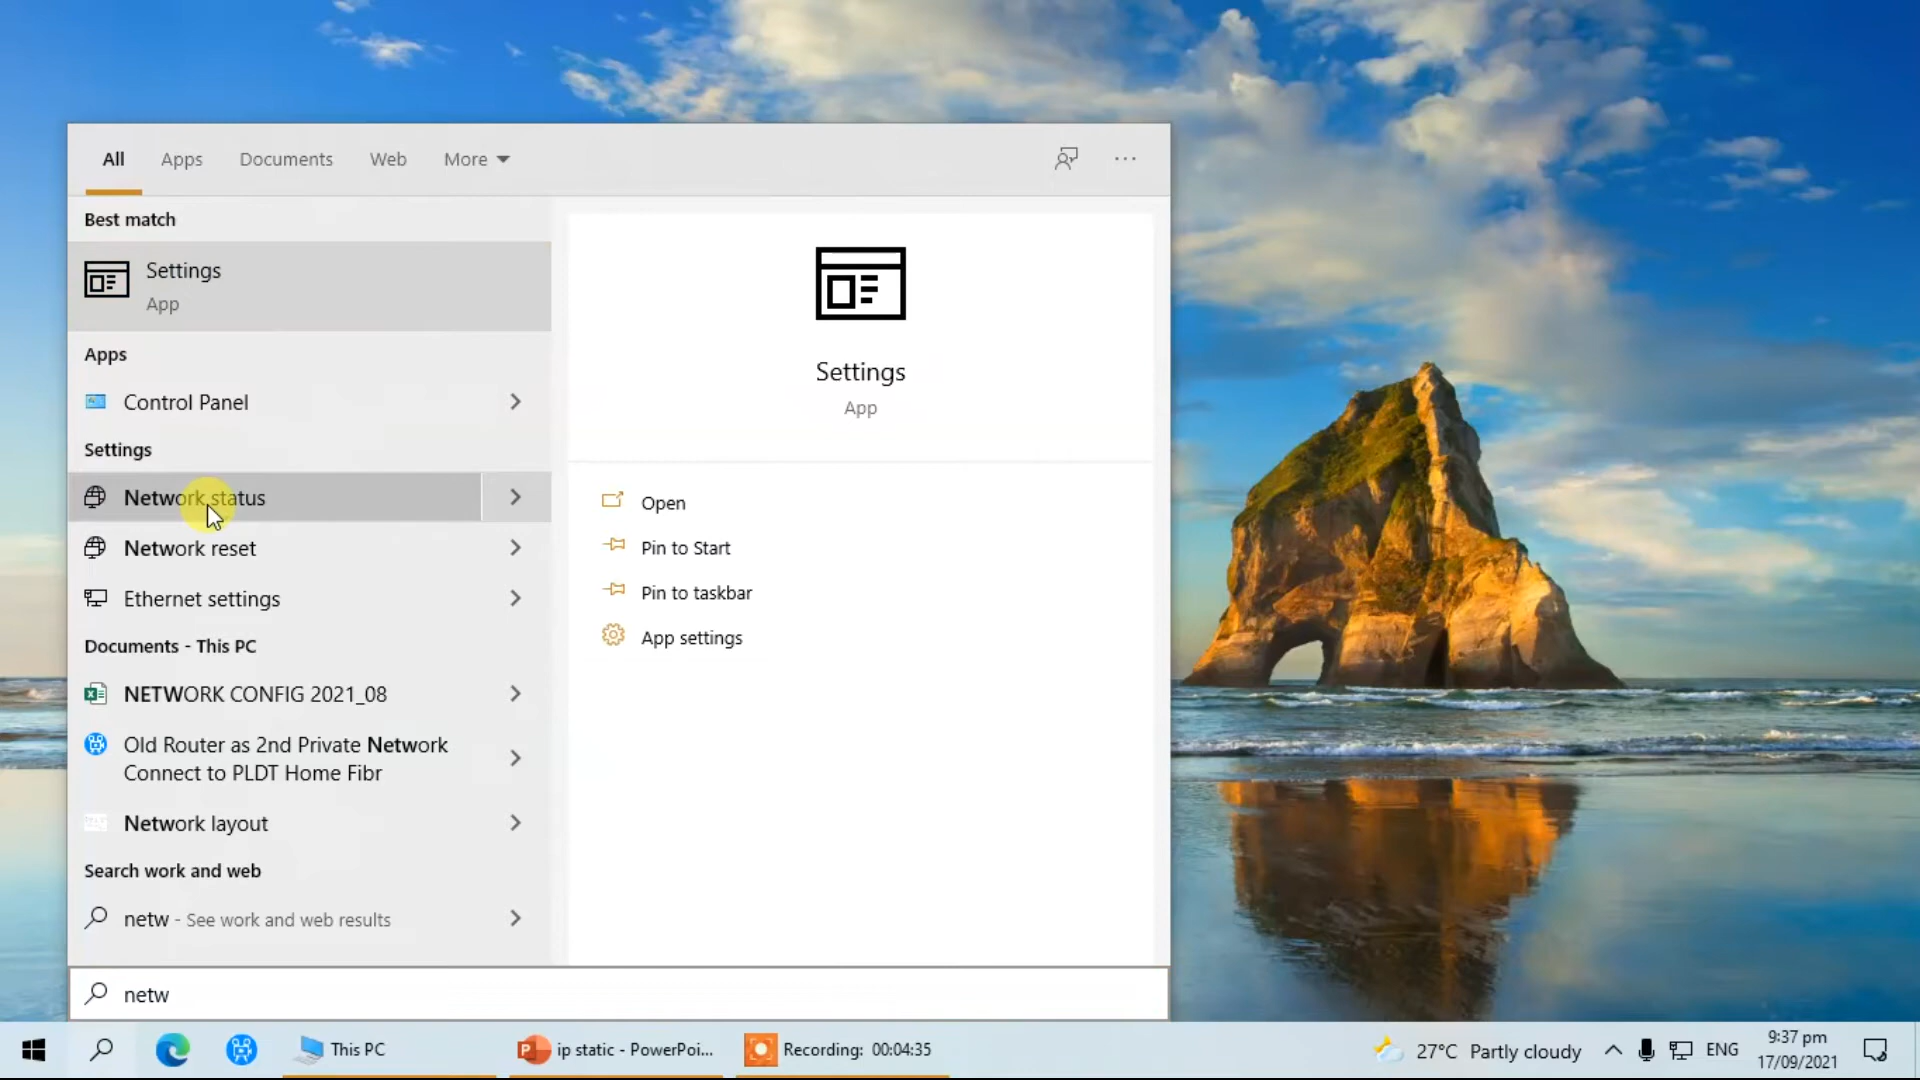 All Apps Documents Web More
Best match
Settings
App
Apps
Control Panel
Settings
Network status
Network reset
Ethernet settings
Documents - This PC
NETWORK CONFIG 2021_08
Old Router as 2nd Private Network
Connect to PLDT Home Fibr
Network layout
Search work and web
netw - See work and web results
netw
Settings
App
Open
Pin to Start
Pin to taskbar
App settings
This PC
ip static - PowerPoi...
Recording: 00:04:35
27°C Partly cloudy
ENG
9:37 pm
17/09/2021